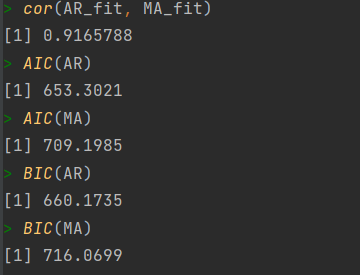 > cor(AR_fit, MA_fit)
[1] 0.9165788
> AIC(AR)
[1] 653.3021
> AIC(MA)
[1] 709.1985
> BIC(AR)
[1] 660.1735
> BIC(MA)
[1] 716.0699